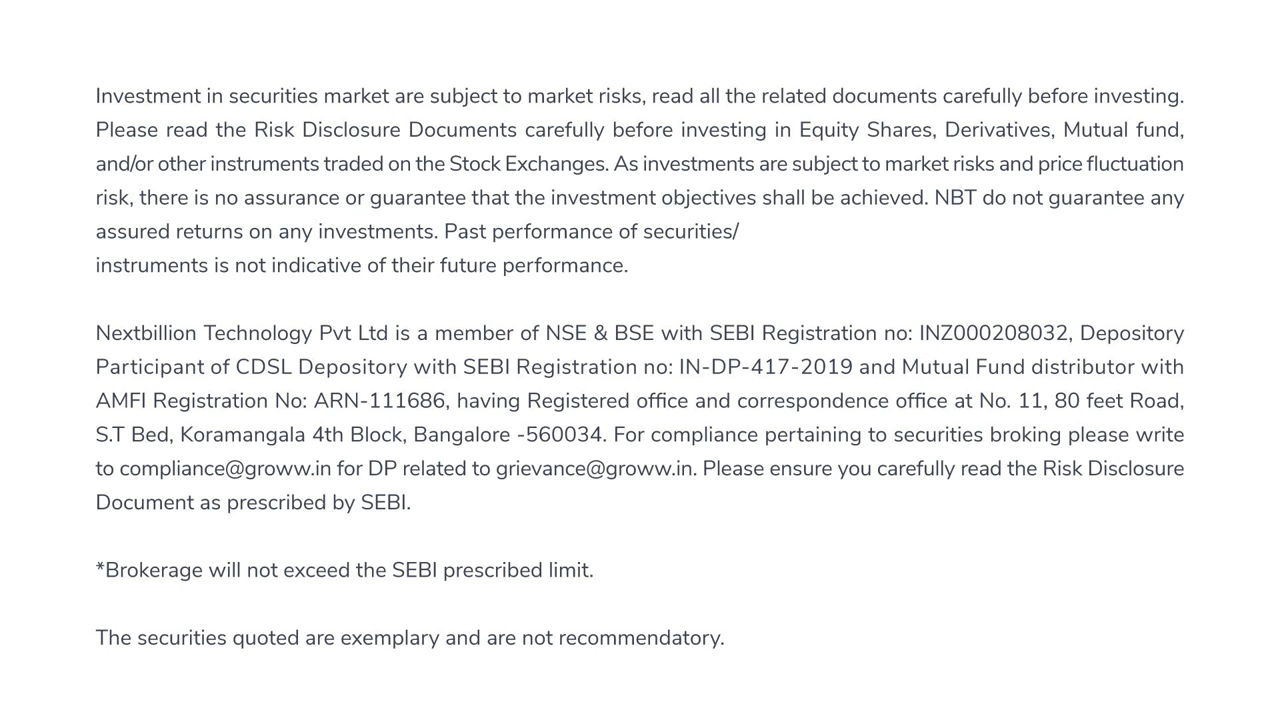 Investment in securities market are subject to market risks, read all the related documents carefully before investing.
Please read the Risk Disclosure Documents carefully before investing in Equity Shares, Derivatives, Mutual fund,
and/or other instruments traded on the Stock Exchanges. As investments are subject to market risks and price fluctuation
risk, there is no assurance or guarantee that the investment objectives shall be achieved. NBT do not guarantee any
assured returns on any investments. Past performance of securities/
instruments is not indicative of their future performance.
Nextbillion Technology Pvt Ltd is a member of NSE & BSE with SEBI Registration no: INZ000208032, Depository
Participant of CDSL Depository with SEBI Registration no: IN-DP-417-2019 and Mutual Fund distributor with
AMFI Registration No: ARN-111686, having Registered office and correspondence office at No. 11, 80 feet Road,
S.T Bed, Koramangala 4th Block, Bangalore -560034. For compliance pertaining to securities broking please write
to compliance@groww.in for DP related to grievance@groww.in. Please ensure you carefully read the Risk Disclosure
Document as prescribed by SEBI.
*Brokerage will not exceed the SEBI prescribed limit.
The securities quoted are exemplary and are not recommendatory.